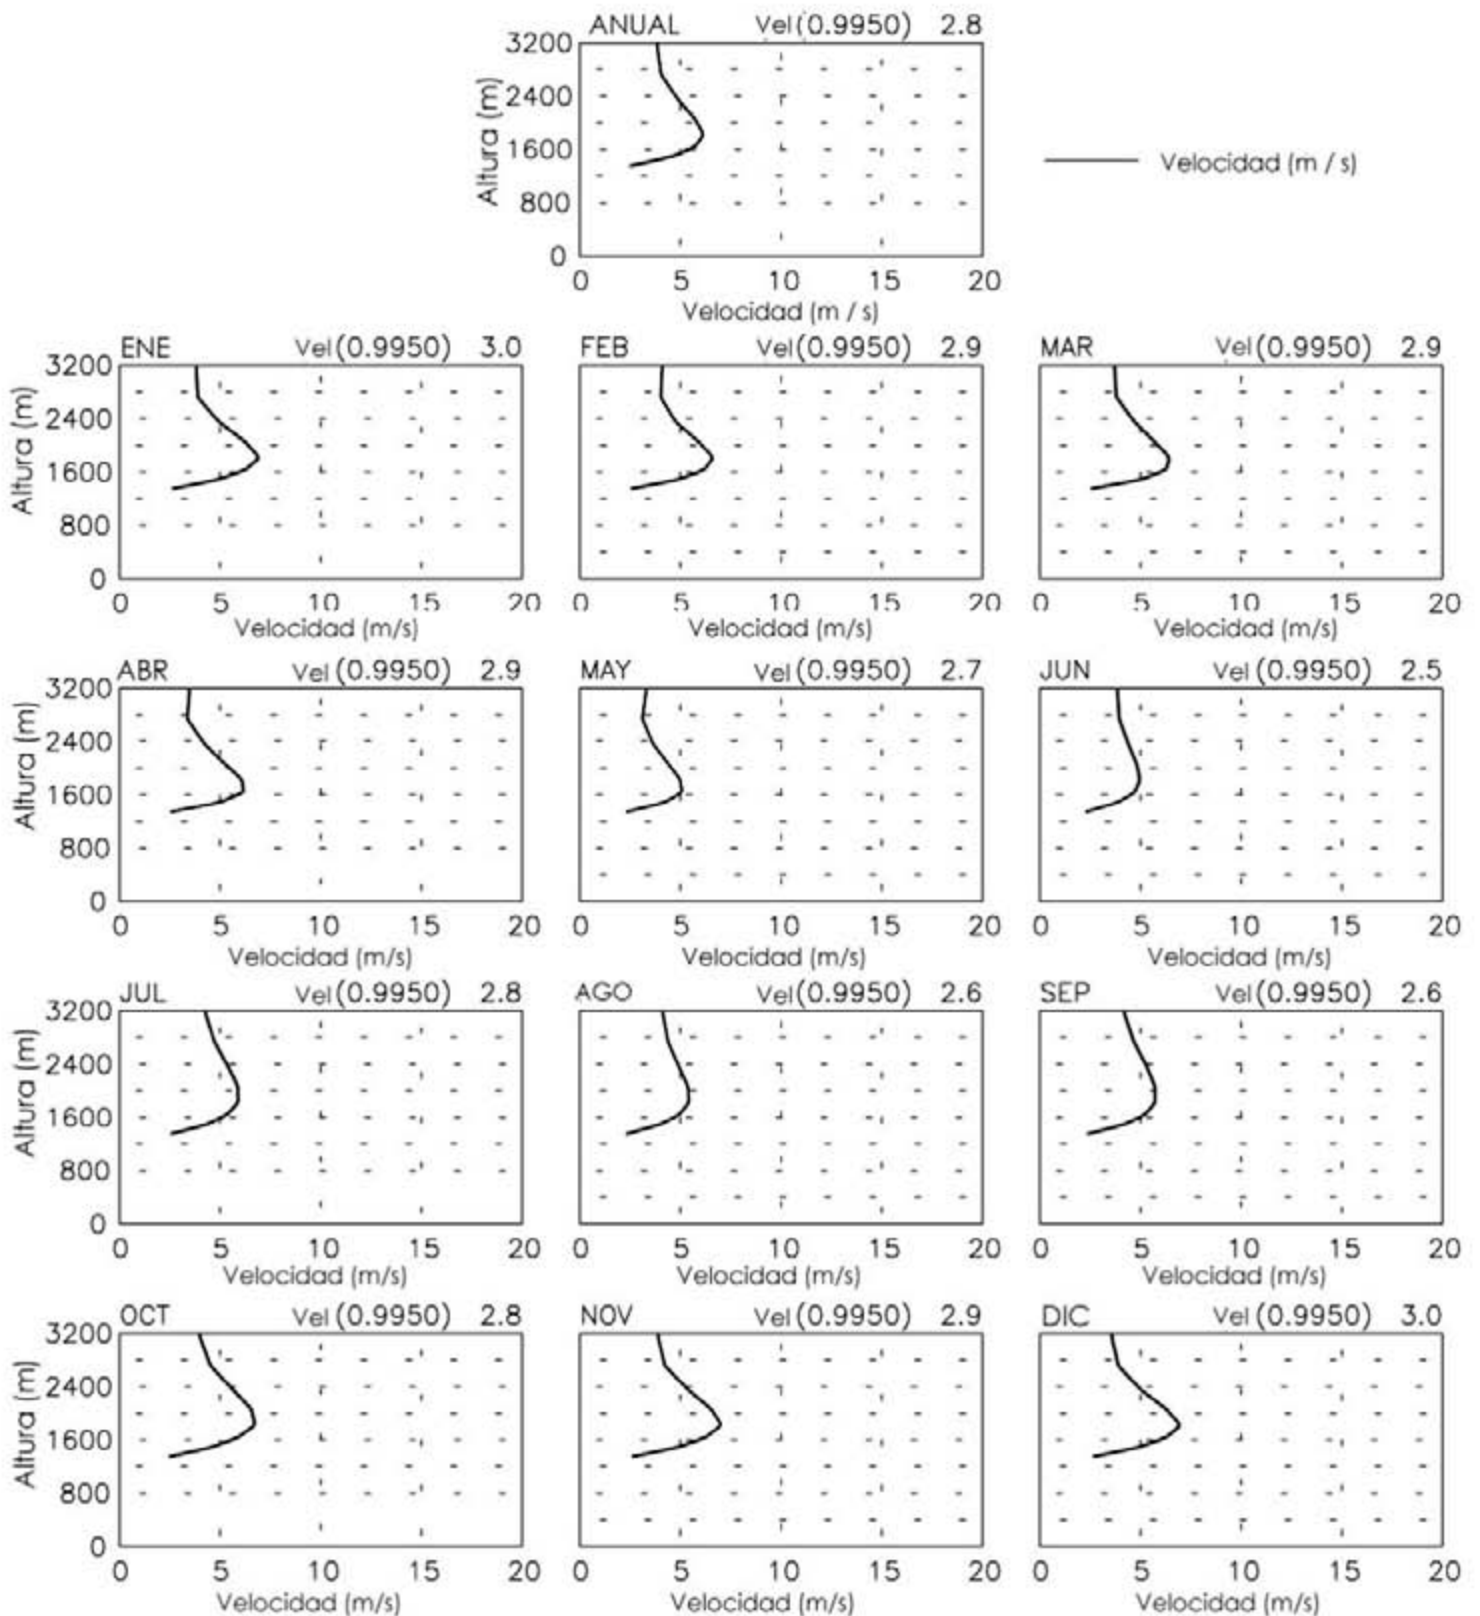 ANUAL Vel(0.9950) 2.8
3200
2400
1600
800
0
Altura (m)
0 5 10 15 20
Velocidad (m / s)
Velocidad (m / s)
ENE Vel(0.9950) 3.0
FEB Vel(0.9950) 2.9
MAR Vel(0.9950) 2.9
3200
2400
1600
800
0
Altura (m)
0 5 10 15 20
0 5 10 15 20
0 5 10 15 20
Velocidad (m/s)
Velocidad (m/s)
Velocidad (m/s)
ABR Vel(0.9950) 2.9
MAY Vel(0.9950) 2.7
JUN Vel(0.9950) 2.5
3200
2400
1600
800
0
Altura (m)
0 5 10 15 20
0 5 10 15 20
0 5 10 15 20
Velocidad (m/s)
Velocidad (m/s)
Velocidad (m/s)
JUL Vel(0.9950) 2.8
AGO Vel(0.9950) 2.6
SEP Vel(0.9950) 2.6
3200
2400
1600
800
0
Altura (m)
0 5 10 15 20
0 5 10 15 20
0 5 10 15 20
Velocidad (m/s)
Velocidad (m/s)
Velocidad (m/s)
OCT Vel(0.9950) 2.8
NOV Vel(0.9950) 2.9
DIC Vel(0.9950) 3.0
3200
2400
1600
800
0
Altura (m)
0 5 10 15 20
0 5 10 15 20
0 5 10 15 20
Velocidad (m/s)
Velocidad (m/s)
Velocidad (m/s)